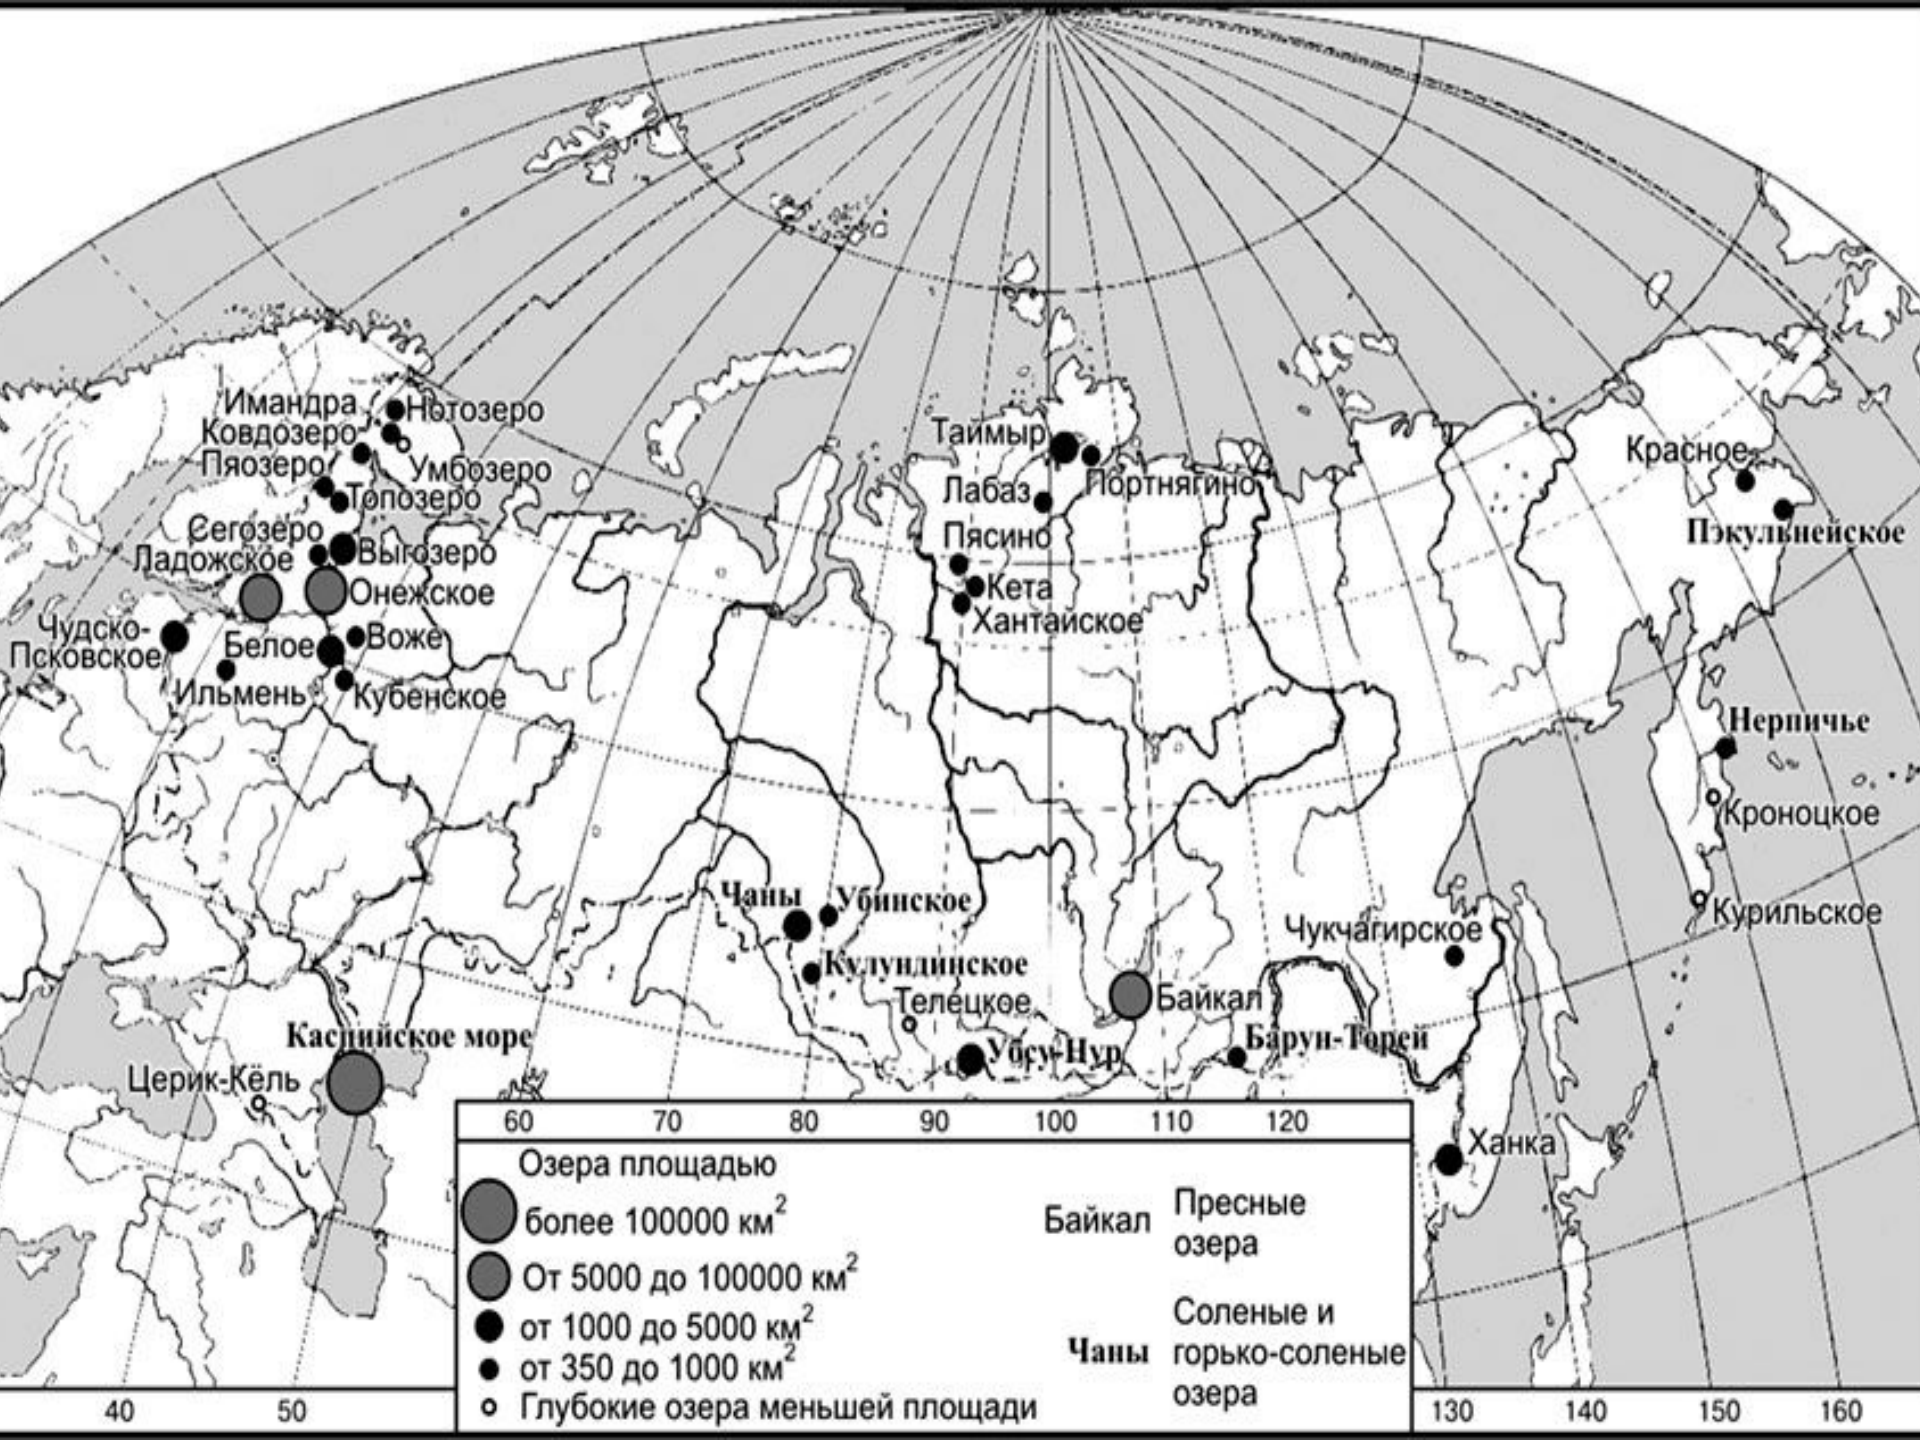 Имандра
Нотозеро
Ковдозеро
Пяозеро
Умбозеро
Топозеро
Сегозеро
Ладожское
Выгозеро
Онежское
Чудско-
Псковское
Белое
Воже
Ильмень
Кубенское
Таймыр
Портнягино
Лабаз
Пясино
Кета
Хантайское
Красное
Пэкульнейское
Нерпичье
Кроноцкое
Курильское
Чаны
Убинское
Кулундинское
Телецкое
Убсу-Нур
Байкал
Барун-Торей
Чукчагирское
Ханка
Каспийское море
Церик-Кёль
60 70 80 90 100 110 120
Озера площадью
более 100000 км²
От 5000 до 100000 км²
от 1000 до 5000 км²
от 350 до 1000 км²
Глубокие озера меньшей площади
Байкал
Пресные
озера
Чаны
Соленые и
горько-соленые
озера
40 50 130 140 150 160